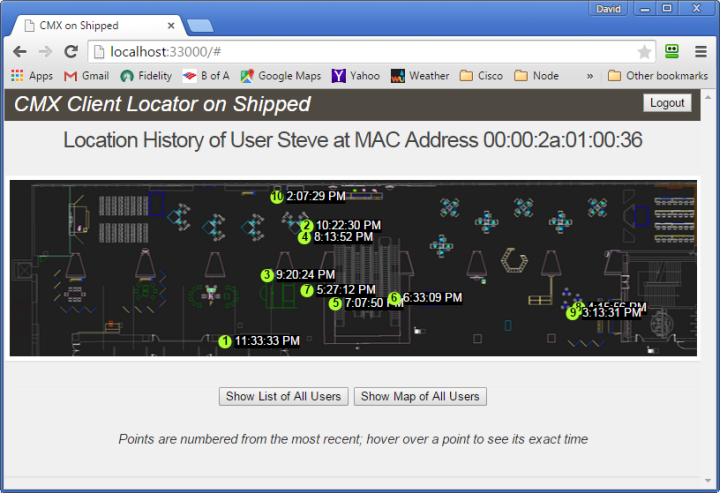 David
CMX on Shipped
localhost:33000/#
Apps Gmail Fidelity B of A Google Maps Yahoo Weather Cisco Node » Other bookmarks
CMX Client Locator on Shipped Logout
Location History of User Steve at MAC Address 00:00:2a:01:00:36
10 2:07:29 PM
2 10:22:30 PM
4 8:13:52 PM
3 9:20:24 PM
7 5:27:12 PM
6 6:33:09 PM
5 7:07:50 PM
8 4:15:56 PM
9 3:13:31 PM
1 11:33:33 PM
Show List of All Users Show Map of All Users
Points are numbered from the most recent; hover over a point to see its exact time